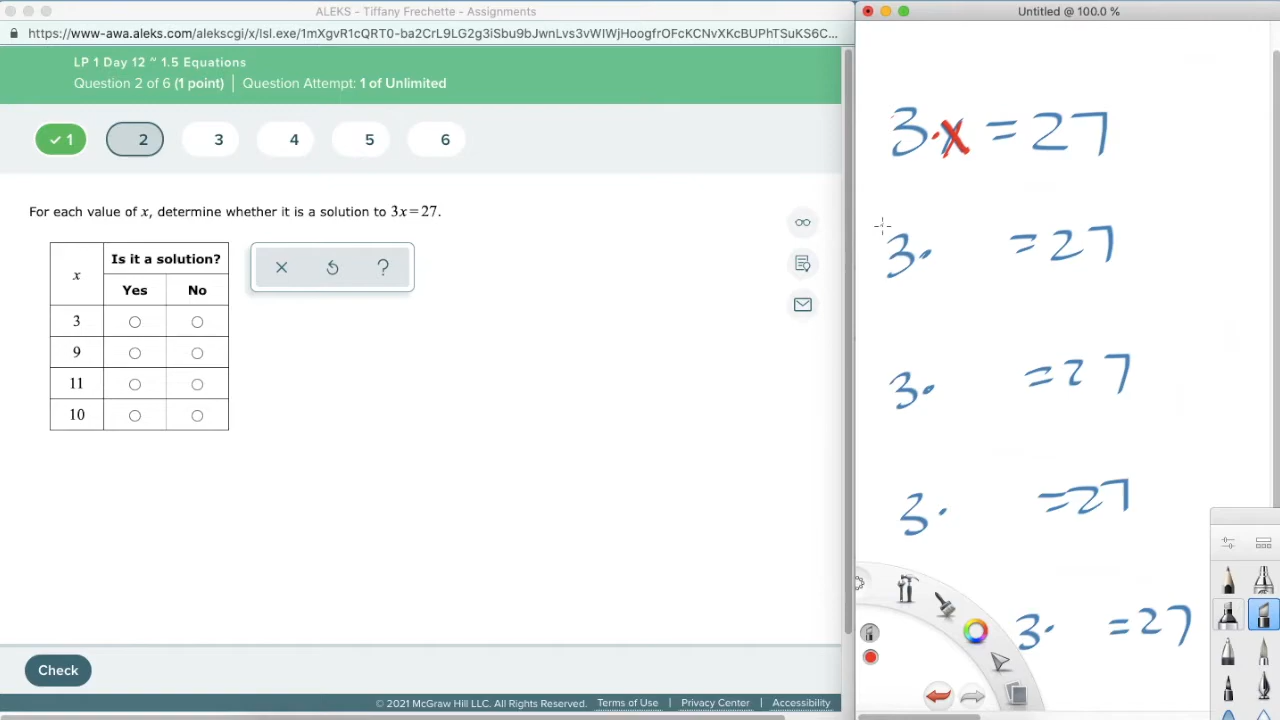 ALEKS - Tiffany Frechette - Assignments
Untitled @ 100.0 %
https://www-awa.aleks.com/alekscgi/x/lsl.exe/1mXgvR1cQRT0-ba2CrL9LG2g3iSbu9bJwnLvs3vWIWjHoogfrOFcKCNvXKcBUPhTSuKS6C...
LP 1 Day 12 ~ 1.5 Equations
Question 2 of 6 (1 point) | Question Attempt: 1 of Unlimited
✓ 1 2 3 4 5 6
For each value of x, determine whether it is a solution to 3x=27.
x Is it a solution?
Yes No
3
9
11
10
× ?
3·x = 27
3· = 27
3· = 27
3· = 27
3· = 27
Check
© 2021 McGraw Hill LLC. All Rights Reserved. Terms of Use | Privacy Center | Accessibility